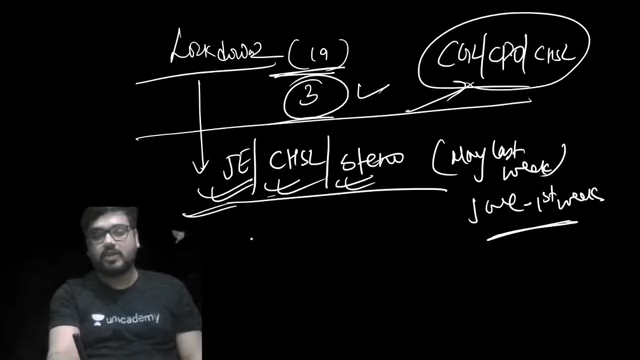 Lockdown (19)
CGL/CPO/CHSL
3
JE | CHSL | Steno
(May last week)
June - 1st week
unacademy